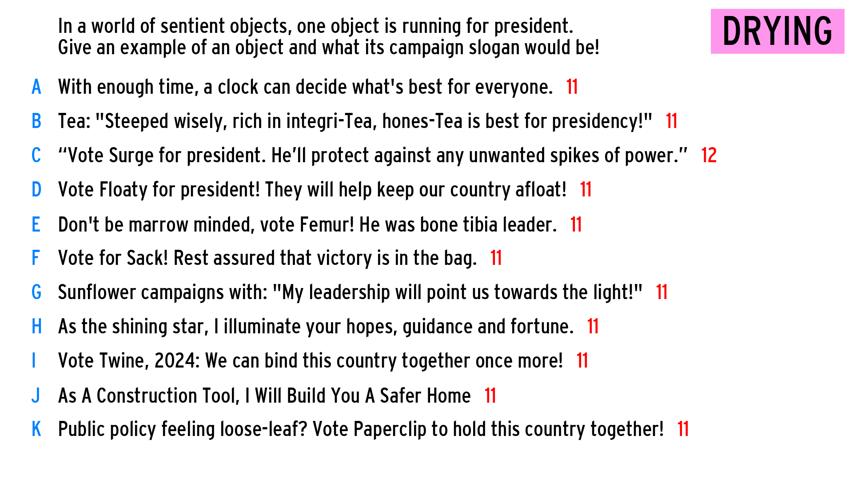 In a world of sentient objects, one object is running for president.
Give an example of an object and what its campaign slogan would be!
DRYING
A With enough time, a clock can decide what's best for everyone. 11
B Tea: "Steeped wisely, rich in integri-Tea, hones-Tea is best for presidency!" 11
C “Vote Surge for president. He’ll protect against any unwanted spikes of power.” 12
D Vote Floaty for president! They will help keep our country afloat! 11
E Don't be marrow minded, vote Femur! He was bone tibia leader. 11
F Vote for Sack! Rest assured that victory is in the bag. 11
G Sunflower campaigns with: "My leadership will point us towards the light!" 11
H As the shining star, I illuminate your hopes, guidance and fortune. 11
I Vote Twine, 2024: We can bind this country together once more! 11
J As A Construction Tool, I Will Build You A Safer Home 11
K Public policy feeling loose-leaf? Vote Paperclip to hold this country together! 11